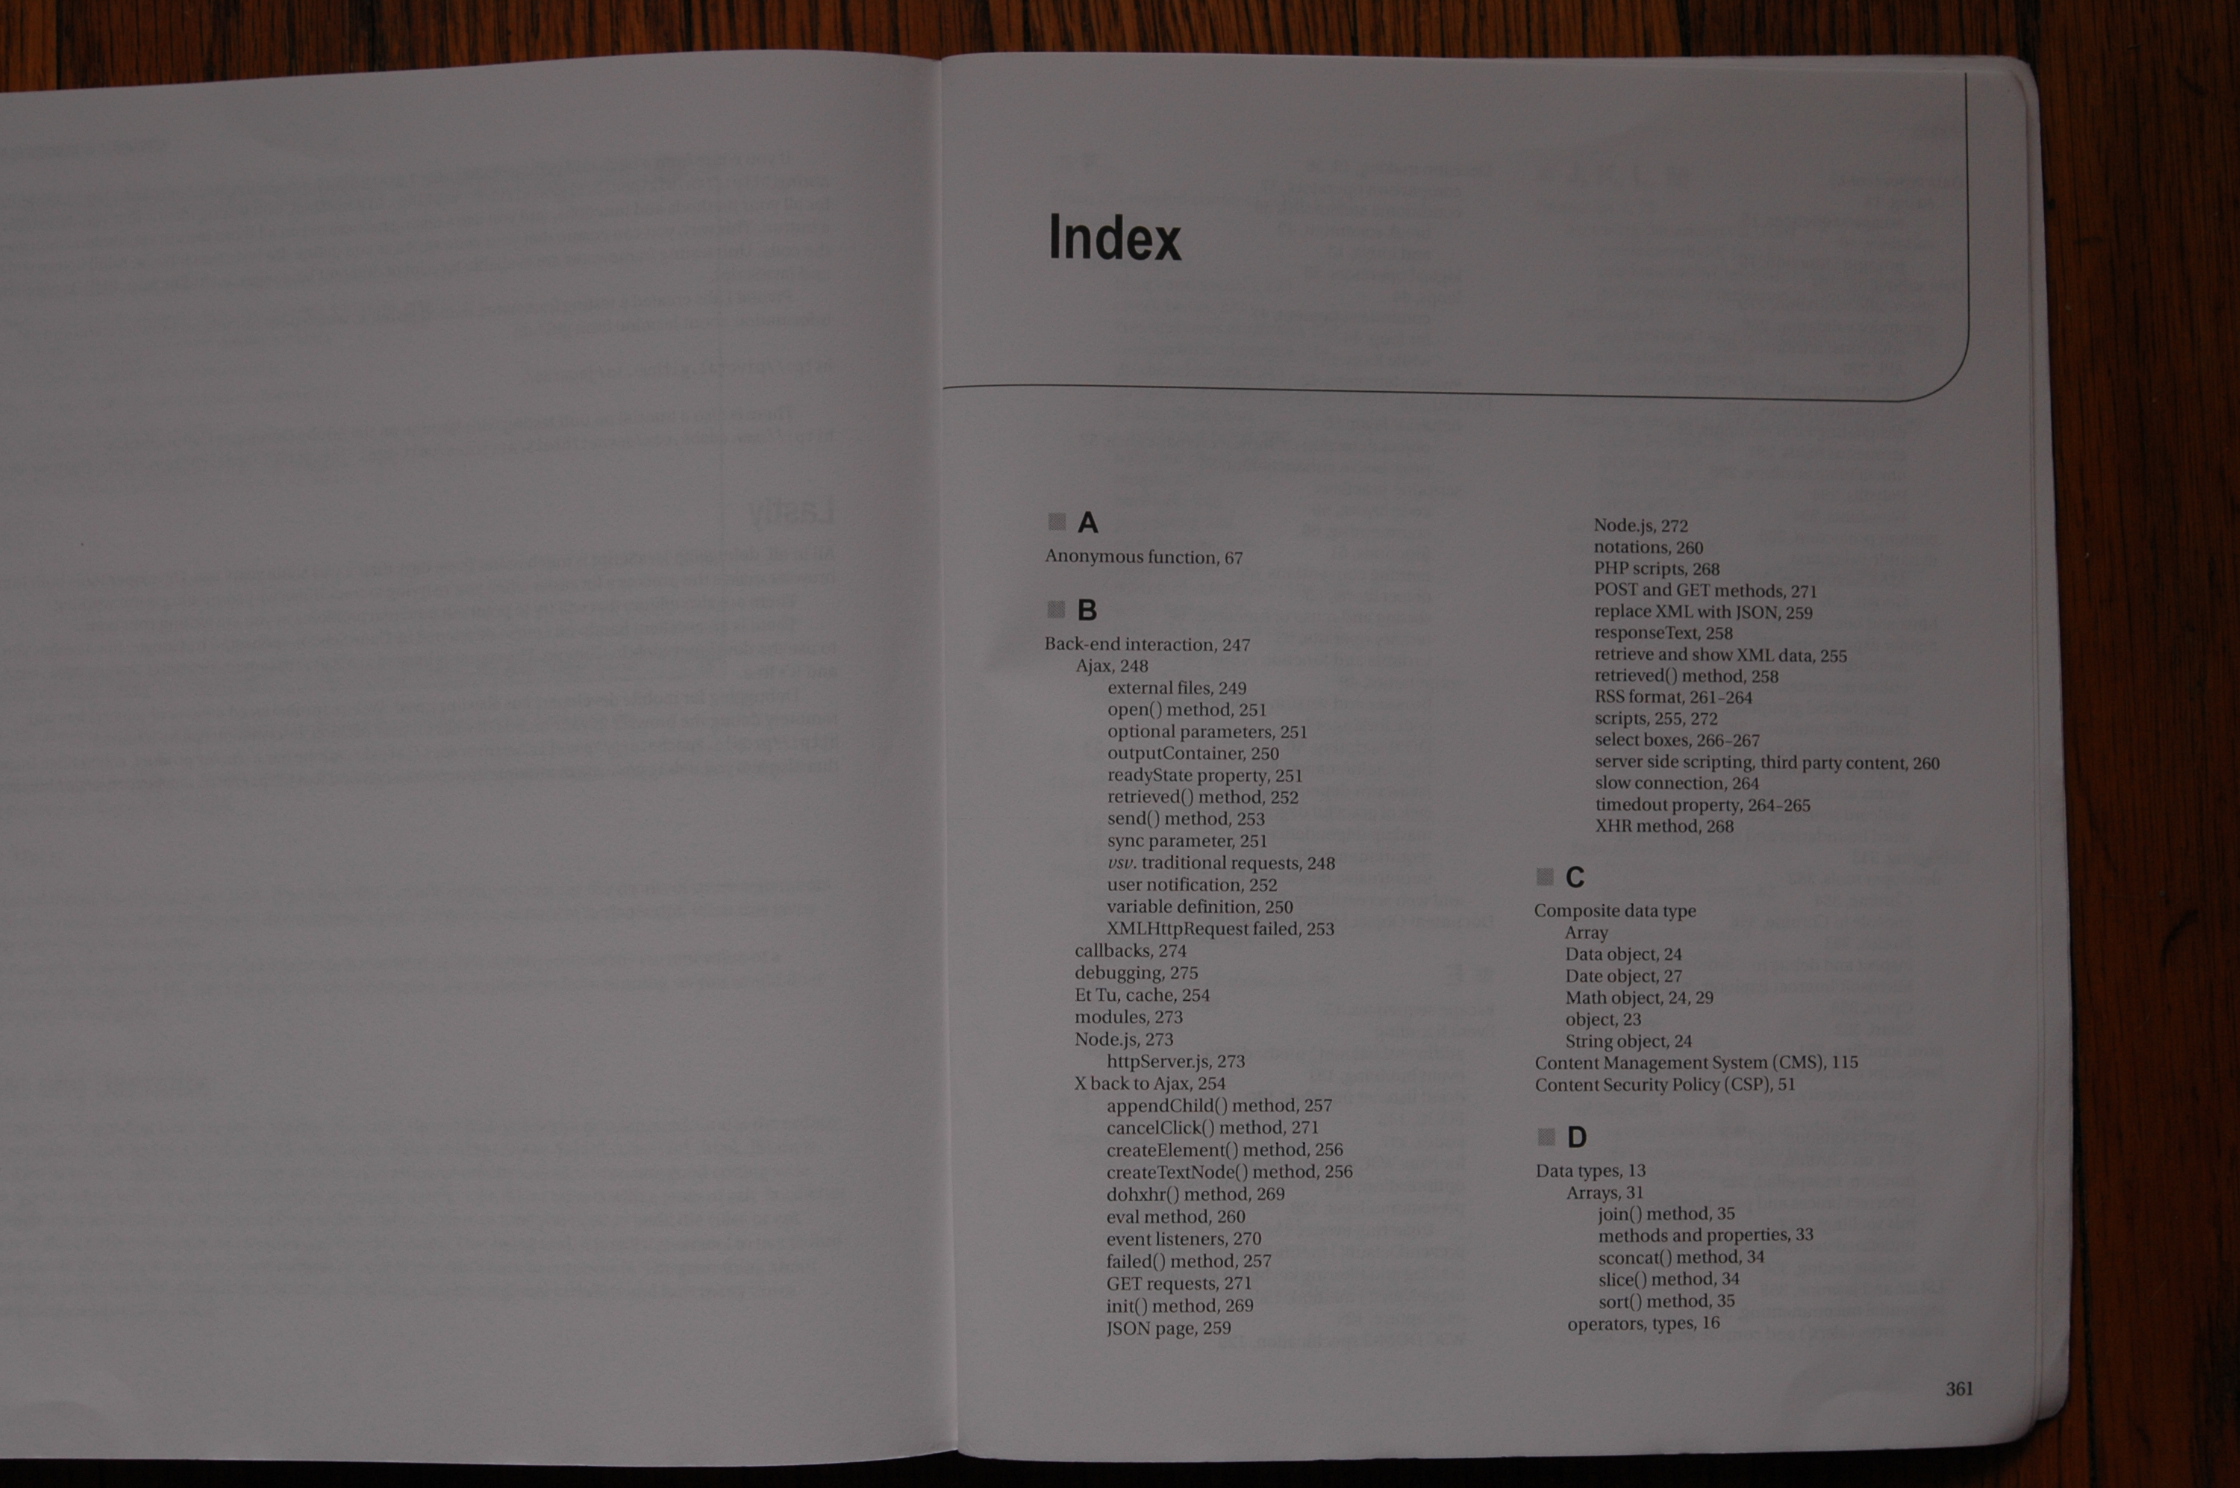 Index
A
Anonymous function, 67
B
Back-end interaction, 247
Ajax, 248
external files, 249
open() method, 251
optional parameters, 251
outputContainer, 250
readyState property, 251
retrieved() method, 252
send() method, 253
sync parameter, 251
vsv. traditional requests, 248
user notification, 252
variable definition, 250
XMLHttpRequest failed, 253
callbacks, 274
debugging, 275
Et Tu, cache, 254
modules, 273
Node.js, 273
httpServer.js, 273
X back to Ajax, 254
appendChild() method, 257
cancelClick() method, 271
createElement() method, 256
createTextNode() method, 256
dohxhr() method, 269
eval method, 260
event listeners, 270
failed() method, 257
GET requests, 271
init() method, 269
JSON page, 259
Node.js, 272
notations, 260
PHP scripts, 268
POST and GET methods, 271
replace XML with JSON, 259
responseText, 258
retrieve and show XML data, 255
retrieved() method, 258
RSS format, 261–264
scripts, 255, 272
select boxes, 266–267
server side scripting, third party content, 260
slow connection, 264
timedout property, 264–265
XHR method, 268
C
Composite data type
Array
Data object, 24
Date object, 27
Math object, 24, 29
object, 23
String object, 24
Content Management System (CMS), 115
Content Security Policy (CSP), 51
D
Data types, 13
Arrays, 31
join() method, 35
methods and properties, 33
sconcat() method, 34
slice() method, 34
sort() method, 35
operators, types, 16
361